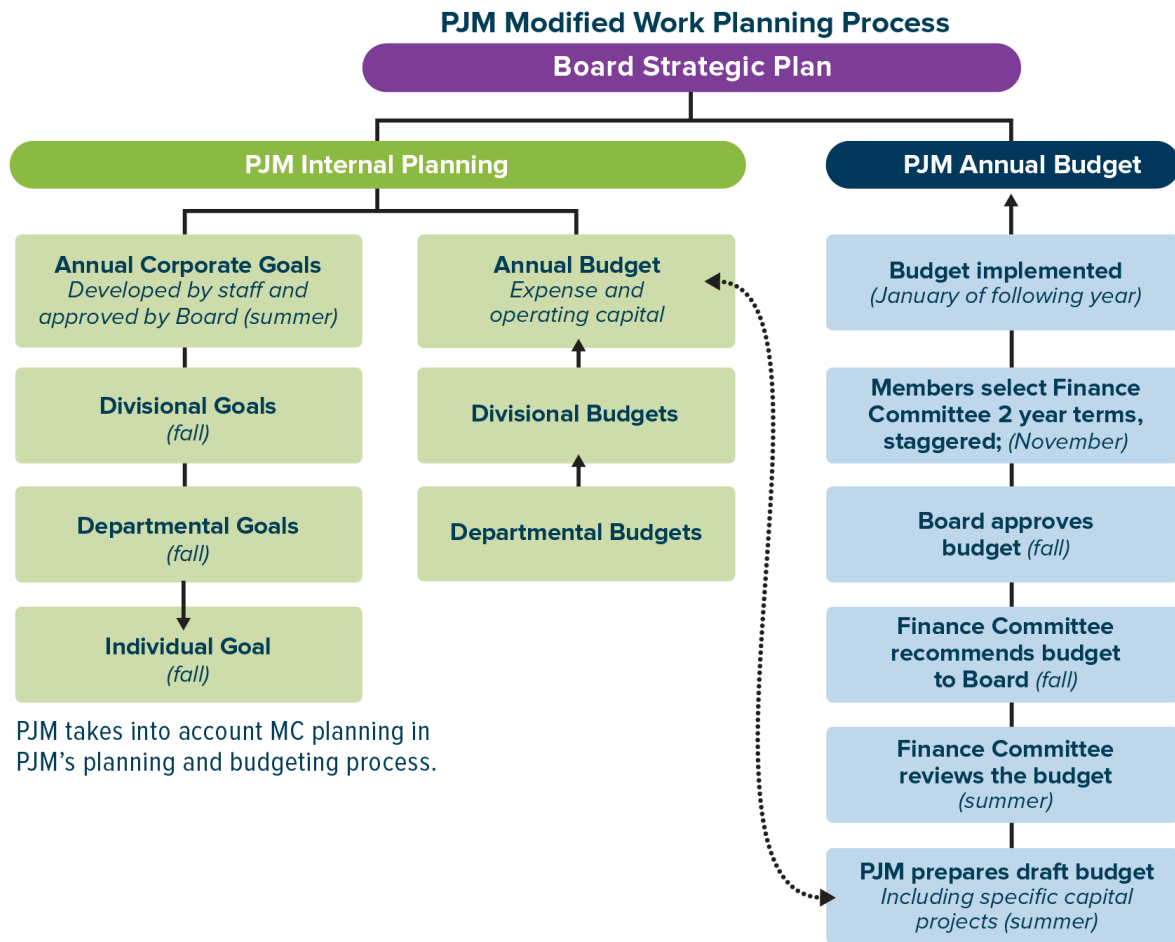 PJM Modified Work Planning Process
Board Strategic Plan
PJM Internal Planning
Annual Corporate Goals
Developed by staff and
approved by Board (summer)
Divisional Goals
(fall)
Departmental Goals
(fall)
Individual Goal
(fall)
PJM takes into account MC planning in
PJM’s planning and budgeting process.
Annual Budget
Expense and
operating capital
Divisional Budgets
Departmental Budgets
PJM Annual Budget
Budget implemented
(January of following year)
Members select Finance
Committee 2 year terms,
staggered; (November)
Board approves
budget (fall)
Finance Committee
recommends budget
to Board (fall)
Finance Committee
reviews the budget
(summer)
PJM prepares draft budget
Including specific capital
projects (summer)